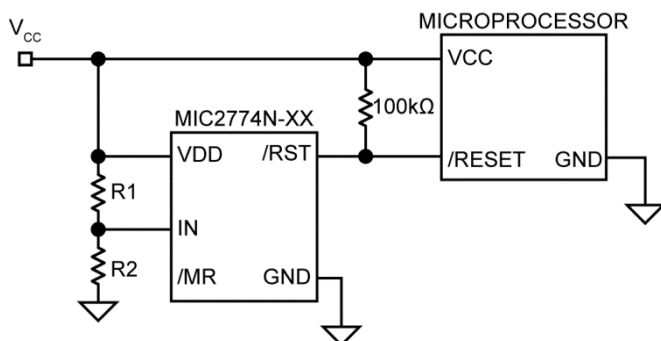 MICROPROCESSOR
VCC
VCC
100kΩ
MIC2774N-XX
VDD
/RST
/RESET
GND
R1
IN
R2
/MR
GND